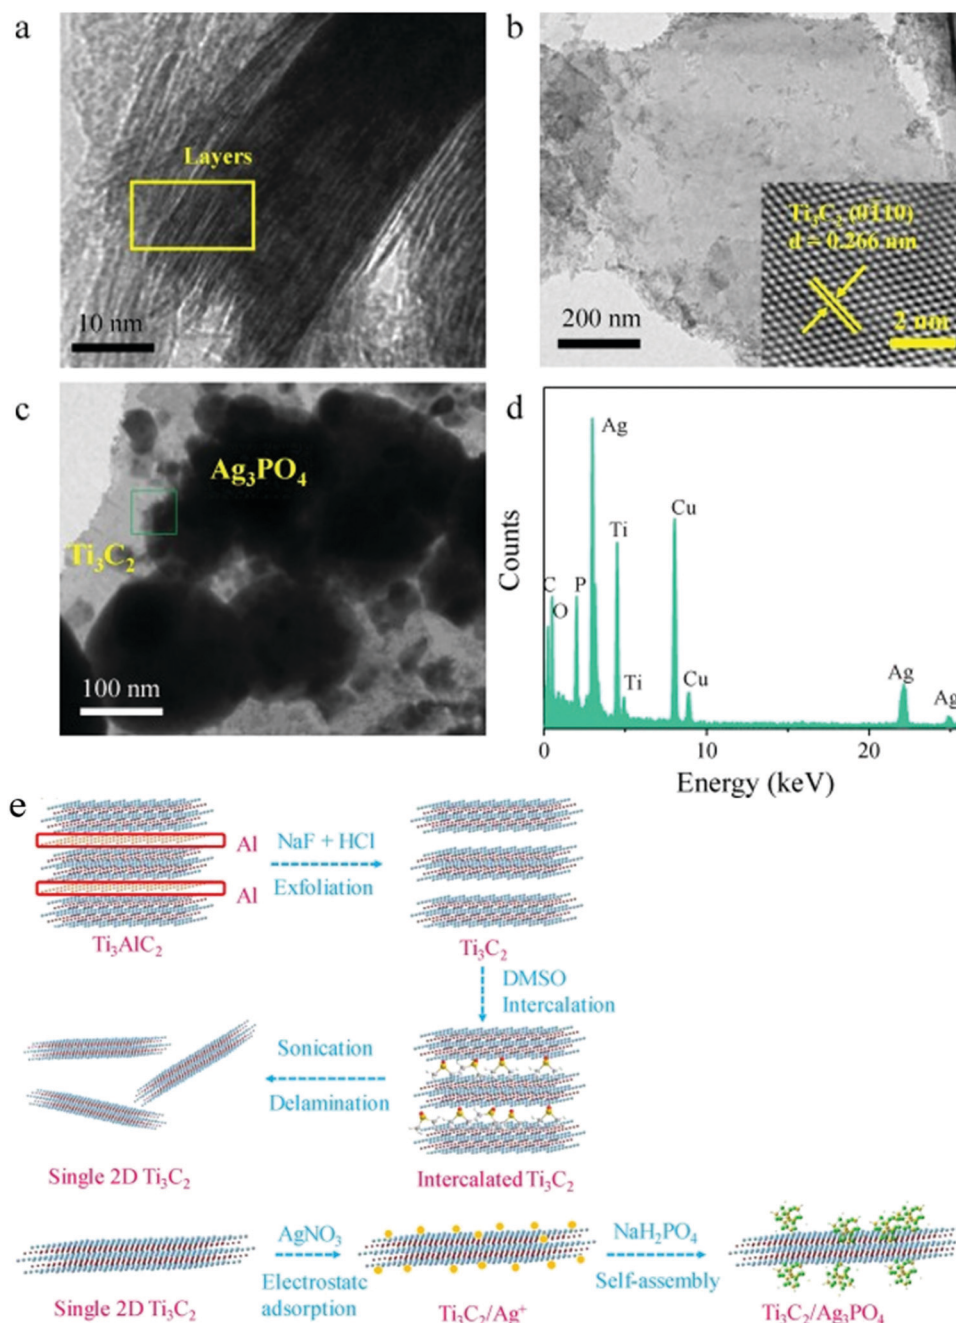 a
Layers
10 nm
b
Ti₃C₂ (01̄10)
d = 0.266 nm
200 nm
2 nm
c
Ag₃PO₄
Ti₃C₂
100 nm
d
Counts
C
O
P
Ag
Ti
Ti
Cu
Cu
Ag
Ag
0
10
20
Energy (keV)
e
Al
Al
Ti₃AlC₂
NaF + HCl
Exfoliation
Ti₃C₂
DMSO
Intercalation
Sonication
Delamination
Single 2D Ti₃C₂
Intercalated Ti₃C₂
AgNO₃
Electrostatc
adsorption
NaH₂PO₄
Self-assembly
Single 2D Ti₃C₂
Ti₃C₂/Ag⁺
Ti₃C₂/Ag₃PO₄